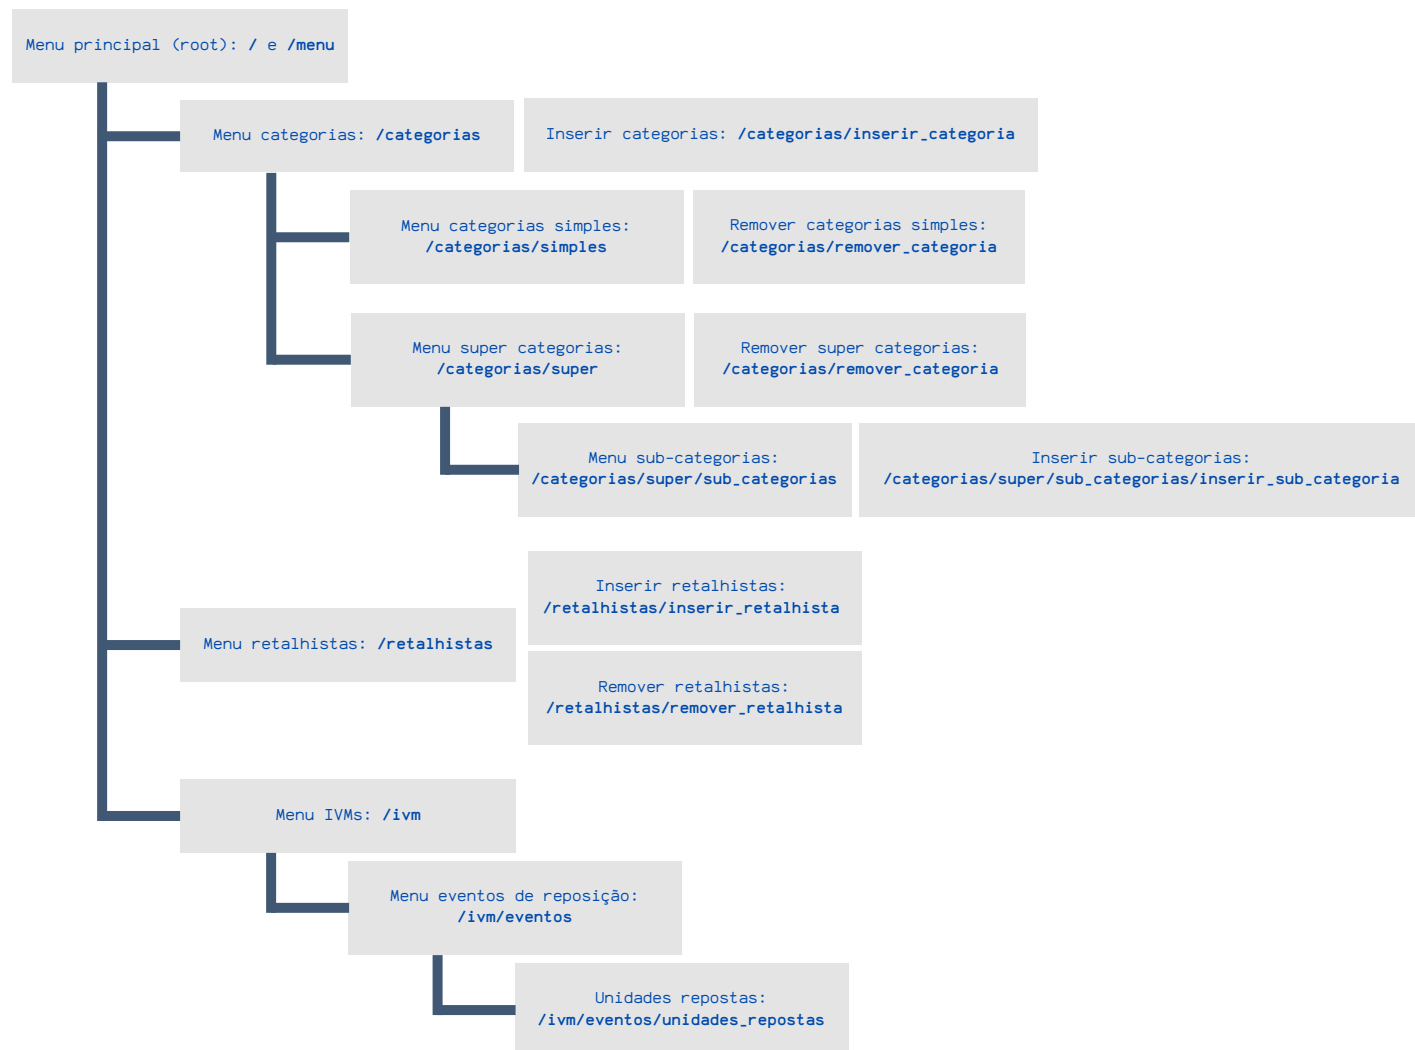 Menu principal (root): / e /menu
Menu categorias: /categorias
Inserir categorias: /categorias/inserir_categoria
Menu categorias simples:
/categorias/simples
Remover categorias simples:
/categorias/remover_categoria
Menu super categorias:
/categorias/super
Remover super categorias:
/categorias/remover_categoria
Menu sub-categorias:
/categorias/super/sub_categorias
Inserir sub-categorias:
/categorias/super/sub_categorias/inserir_sub_categoria
Menu retalhistas: /retalhistas
Inserir retalhistas:
/retalhistas/inserir_retalhista
Remover retalhistas:
/retalhistas/remover_retalhista
Menu IVMs: /ivm
Menu eventos de reposição:
/ivm/eventos
Unidades repostas:
/ivm/eventos/unidades_repostas